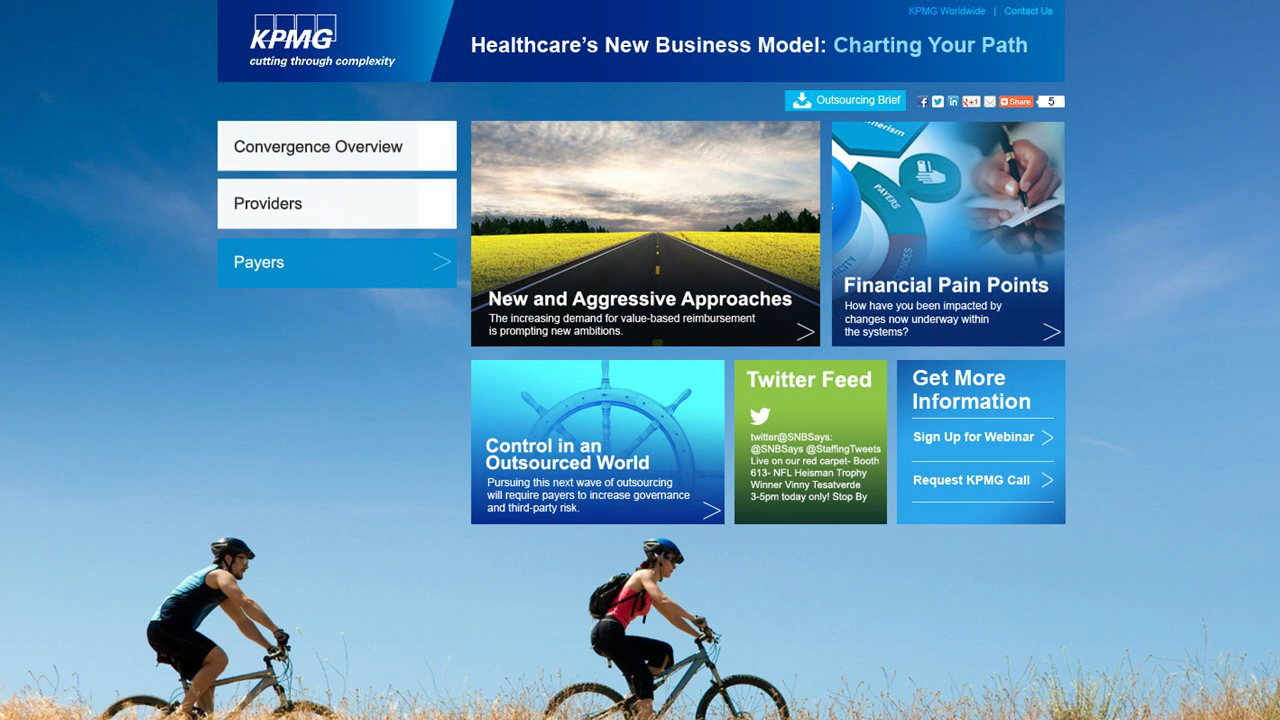 KPMG
cutting through complexity
KPMG Worldwide | Contact Us
Healthcare's New Business Model: Charting Your Path
Outsourcing Brief
g+1
Share
5
Convergence Overview
Providers
Payers
New and Aggressive Approaches
The increasing demand for value-based reimbursement
is prompting new ambitions.
PAYERS
Financial Pain Points
How have you been impacted by
changes now underway within
the systems?
Control in an
Outsourced World
Pursuing this next wave of outsourcing
will require payers to increase governance
and third-party risk.
Twitter Feed
twitter@SNBSays:
@SNBSays @StaffingTweets
Live on our red carpet- Booth
613- NFL Heisman Trophy
Winner Vinny Tesatverde
3-5pm today only! Stop By
Get More
Information
Sign Up for Webinar
Request KPMG Call